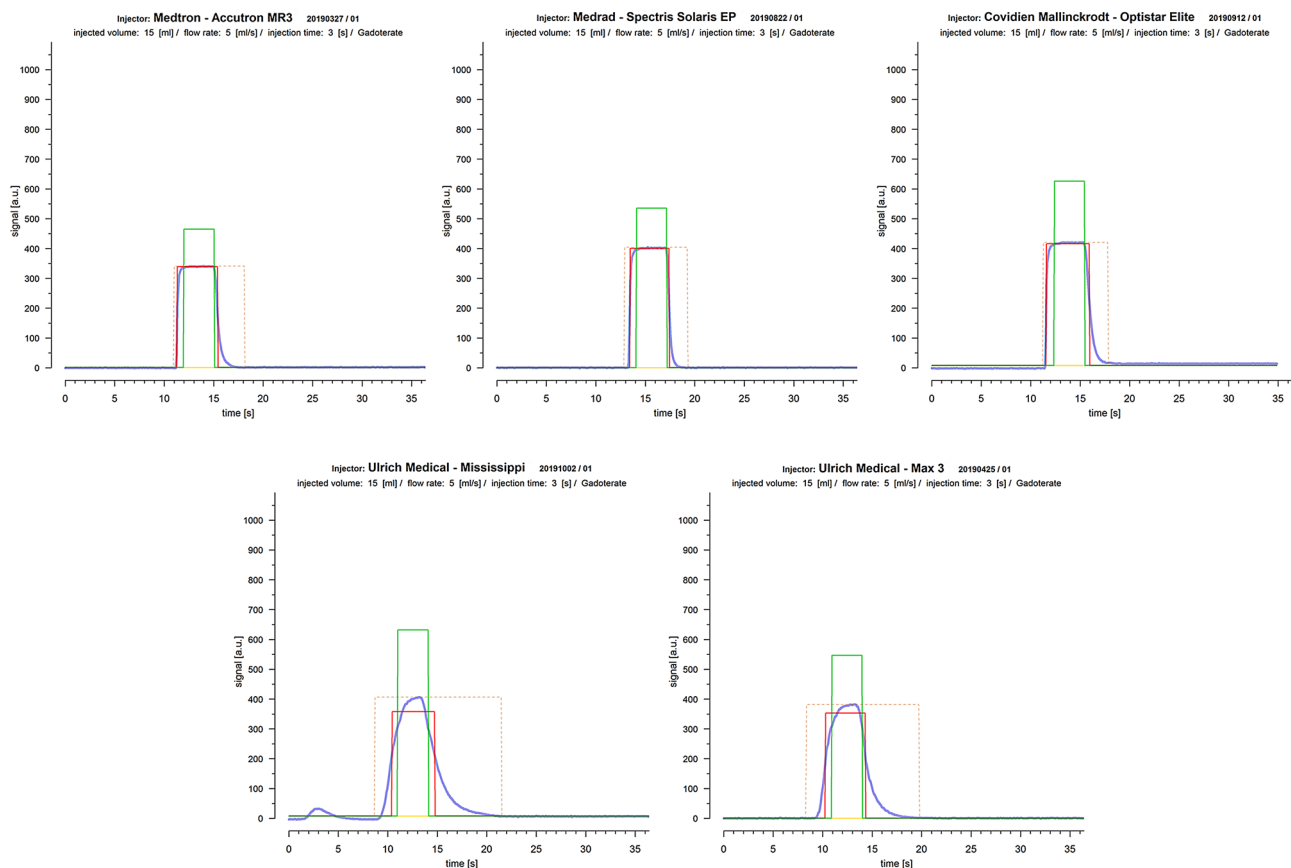 Injector: Medtron - Accutron MR3 20190327 / 01
injected volume: 15 [ml] / flow rate: 5 [ml/s] / injection time: 3 [s] / Gadoterate
1000
900
800
700
600
500
400
300
200
100
0
signal [a.u.]
0 5 10 15 20 25 30 35
time [s]
Injector: Medrad - Spectris Solaris EP 20190822 / 01
injected volume: 15 [ml] / flow rate: 5 [ml/s] / injection time: 3 [s] / Gadoterate
1000
900
800
700
600
500
400
300
200
100
0
signal [a.u.]
0 5 10 15 20 25 30 35
time [s]
Injector: Covidien Mallinckrodt - Optistar Elite 20190912 / 01
injected volume: 15 [ml] / flow rate: 5 [ml/s] / injection time: 3 [s] / Gadoterate
1000
900
800
700
600
500
400
300
200
100
0
signal [a.u.]
0 5 10 15 20 25 30 35
time [s]
Injector: Ulrich Medical - Mississippi 20191002 / 01
injected volume: 15 [ml] / flow rate: 5 [ml/s] / injection time: 3 [s] / Gadoterate
1000
900
800
700
600
500
400
300
200
100
0
signal [a.u.]
0 5 10 15 20 25 30 35
time [s]
Injector: Ulrich Medical - Max 3 20190425 / 01
injected volume: 15 [ml] / flow rate: 5 [ml/s] / injection time: 3 [s] / Gadoterate
1000
900
800
700
600
500
400
300
200
100
0
signal [a.u.]
0 5 10 15 20 25 30 35
time [s]